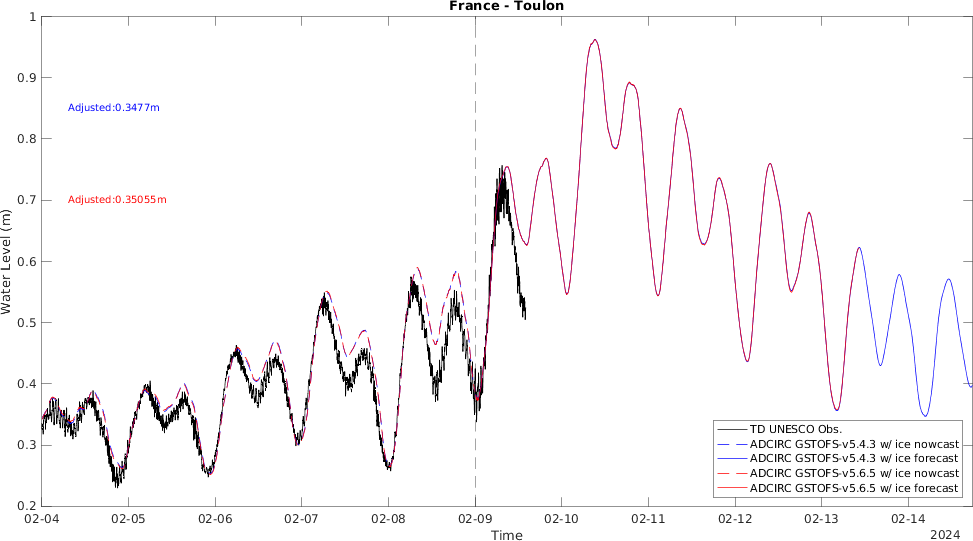 France - Toulon
1
0.9
0.8
0.7
0.6
0.5
0.4
0.3
0.2
Water Level (m)
Adjusted:0.3477m
Adjusted:0.35055m
TD UNESCO Obs.
ADCIRC GSTOFS-v5.4.3 w/ ice nowcast
ADCIRC GSTOFS-v5.4.3 w/ ice forecast
ADCIRC GSTOFS-v5.6.5 w/ ice nowcast
ADCIRC GSTOFS-v5.6.5 w/ ice forecast
02-04 02-05 02-06 02-07 02-08 02-09 02-10 02-11 02-12 02-13 02-14
Time
2024